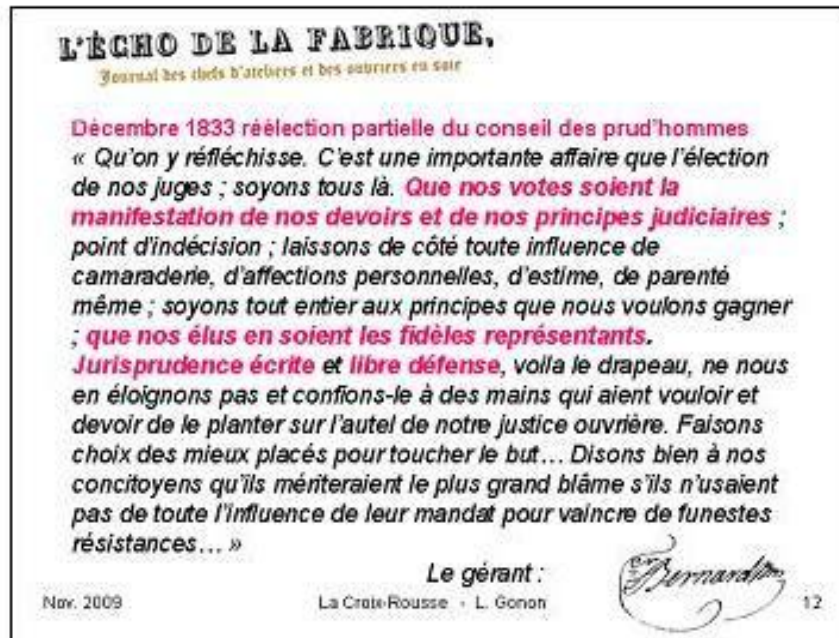 L'ÉCHO DE LA FABRIQUE,
Journal des chefs d'ateliers et des ouvriers en soie
Décembre 1833 réélection partielle du conseil des prud'hommes
« Qu'on y réfléchisse. C'est une importante affaire que l'élection
de nos juges ; soyons tous là. Que nos votes soient la
manifestation de nos devoirs et de nos principes judiciaires ;
point d'indécision ; laissons de côté toute influence de
camaraderie, d'affections personnelles, d'estime, de parenté
même ; soyons tout entier aux principes que nous voulons gagner
; que nos élus en soient les fidèles représentants.
Jurisprudence écrite et libre défense, voila le drapeau, ne nous
en éloignons pas et confions-le à des mains qui aient vouloir et
devoir de le planter sur l'autel de notre justice ouvrière. Faisons
choix des mieux placés pour toucher le but… Disons bien à nos
concitoyens qu'ils mériteraient le plus grand blâme s'ils n'usaient
pas de toute l'influence de leur mandat pour vaincre de funestes
résistances… »
Le gérant :
Bernard
Nov. 2009
La Croix-Rousse - L. Gonon
12